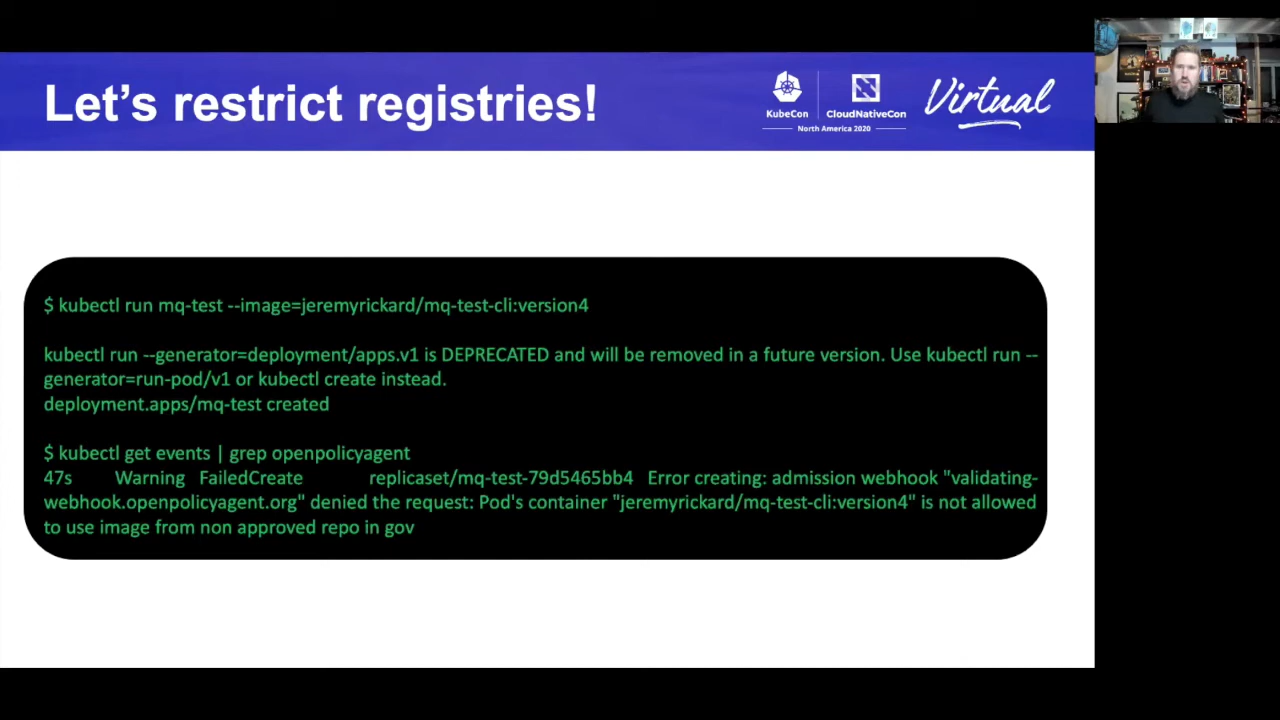 Let's restrict registries!
KubeCon
CloudNativeCon
North America 2020
Virtual
$ kubectl run mq-test --image=jeremyrickard/mq-test-cli:version4
kubectl run --generator=deployment/apps.v1 is DEPRECATED and will be removed in a future version. Use kubectl run --
generator=run-pod/v1 or kubectl create instead.
deployment.apps/mq-test created
$ kubectl get events | grep openpolicyagent
47s Warning FailedCreate replicaset/mq-test-79d5465bb4 Error creating: admission webhook "validating-
webhook.openpolicyagent.org" denied the request: Pod's container "jeremyrickard/mq-test-cli:version4" is not allowed
to use image from non approved repo in gov